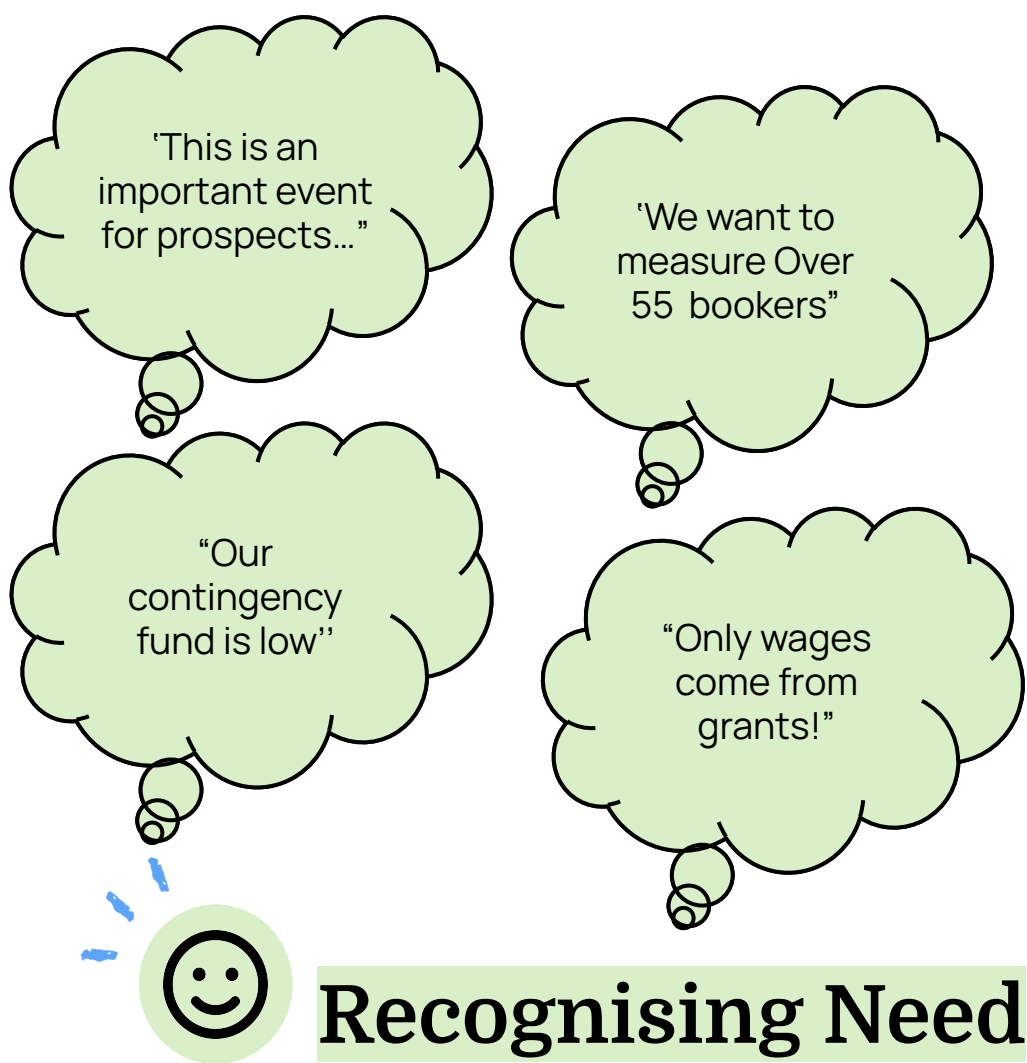 ‘This is an
important event
for prospects...”
‘We want to
measure Over
55 bookers”
“Our
contingency
fund is low’’
“Only wages
come from
grants!”
Recognising Need